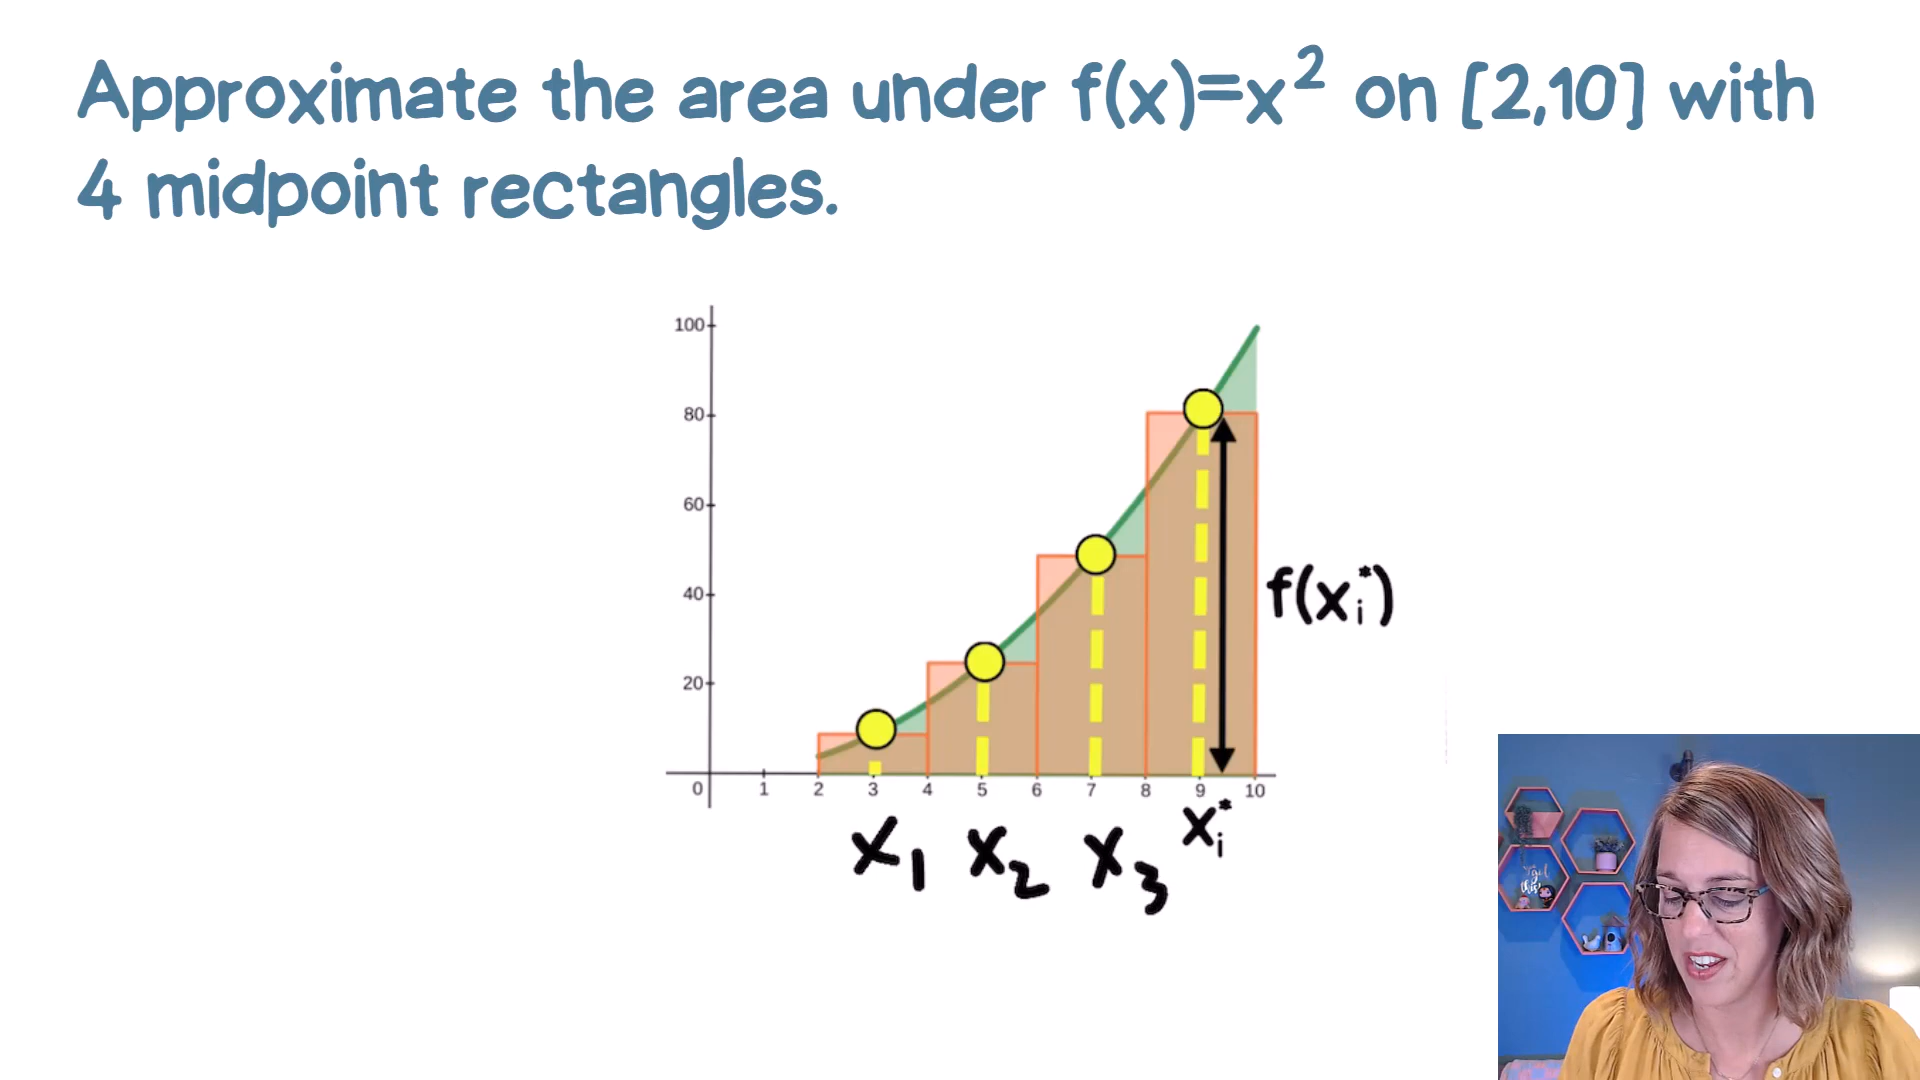 Approximate the area under f(x)=x² on [2,10] with
4 midpoint rectangles.
100
80
60
40
20
f(xᵢ*)
0 1 2 3 4 5 6 7 8 9 10
x₁ x₂ x₃ xᵢ*